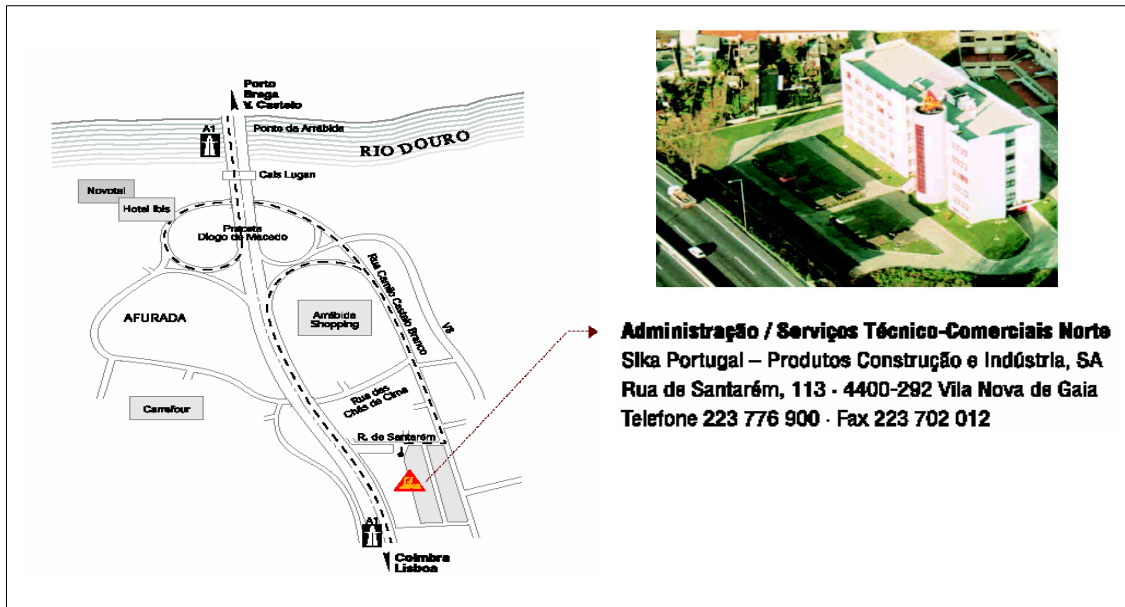 Porto
Braga
V. Castelo
A1
Ponte da Arrábida
RIO DOURO
Cais Lugan
Novotel
Hotel Ibis
Praceta
Diogo de Macedo
Rua Camilo Castelo Branco
V8
AFURADA
Arrábida
Shopping
Carrefour
Rua das
Chãs de Cima
R. de Santarém
A1
Coimbra
Lisboa
Administração / Serviços Técnico-Comerciais Norte
Sika Portugal – Produtos Construção e Indústria, SA
Rua de Santarém, 113 · 4400-292 Vila Nova de Gaia
Telefone 223 776 900 · Fax 223 702 012